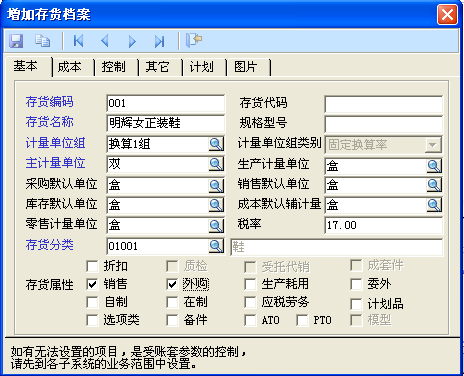 增加存货档案
基本 成本 控制 其它 计划 图片
存货编码 001 存货代码
存货名称 明辉女正装鞋 规格型号
计量单位组 换算1组 计量单位组类别 固定换算率
主计量单位 双 生产计量单位 盒
采购默认单位 盒 销售默认单位 盒
库存默认单位 盒 成本默认辅计量 盒
零售计量单位 盒 税率 17.00
存货分类 01001 鞋
折扣 质检 受托代销 成套件
存货属性 销售 外购 生产耗用 委外
自制 在制 应税劳务 计划品
选项类 备件 ATO PTO 模型
如有无法设置的项目，是受账套参数的控制，
请先到各子系统的业务范围中设置。